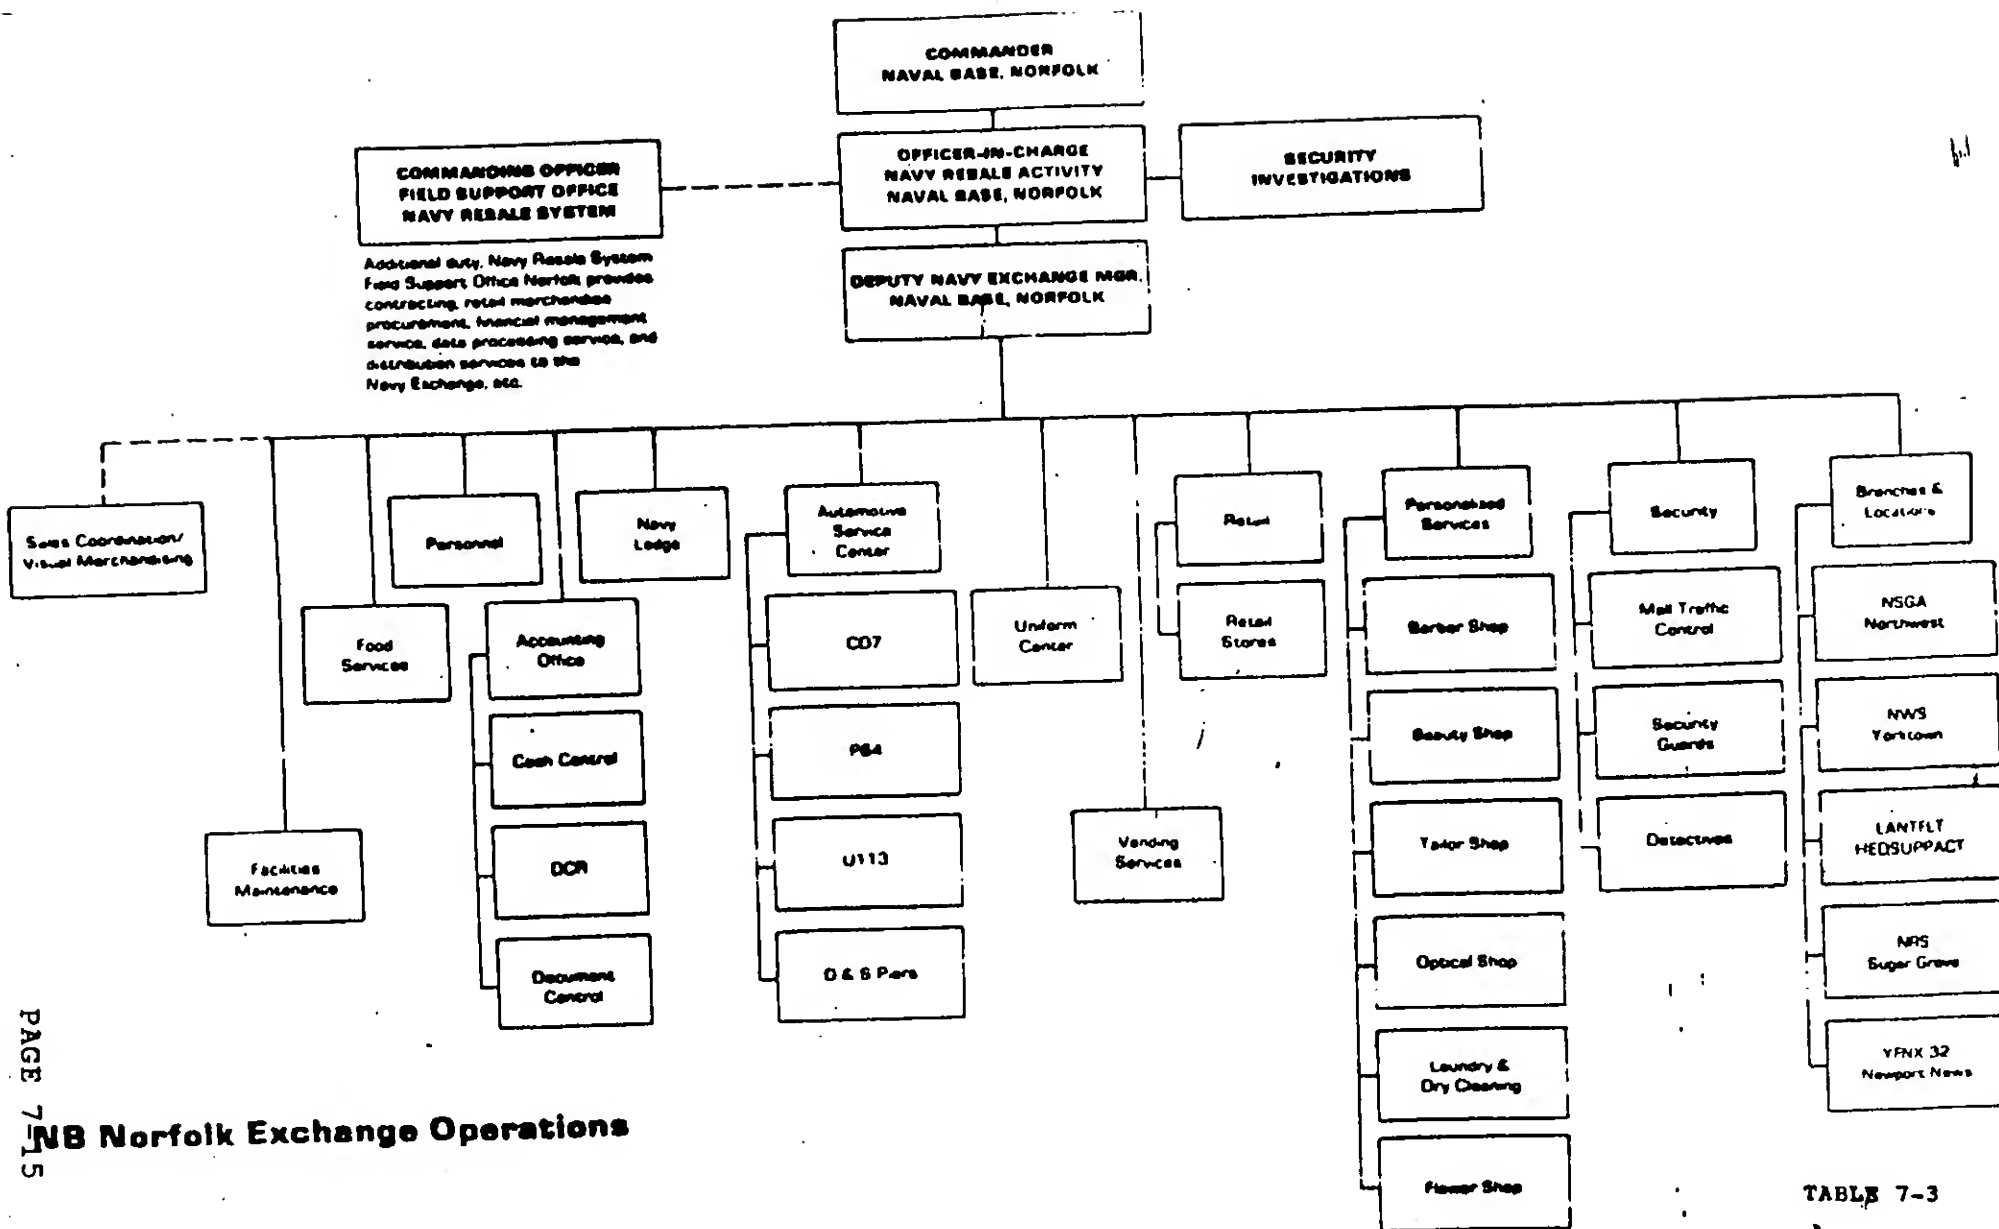 COMMANDER
NAVAL BASE, NORFOLK
COMMANDING OFFICER
FIELD SUPPORT OFFICE
NAVY RESALE SYSTEM
OFFICER-IN-CHARGE
NAVY RESALE ACTIVITY
NAVAL BASE, NORFOLK
SECURITY
INVESTIGATIONS
Additional duty, Navy Resale System
Field Support Office Norfolk provides
contracting, retail merchandise
procurement, financial management
service, data processing service, and
distribution services to the
Navy Exchange, etc.
DEPUTY NAVY EXCHANGE MGR.
NAVAL BASE, NORFOLK
Sales Coordination/
Visual Merchandising
Facilities
Maintenance
Food
Services
Personnel
Accounting
Office
Cash Control
DCR
Document
Control
Navy
Lodge
Automotive
Service
Center
CD7
P84
U113
D & S Piers
Uniform
Center
Vending
Services
Retail
Retail
Stores
Personalized
Services
Barber Shop
Beauty Shop
Tailor Shop
Optical Shop
Laundry &
Dry Cleaning
Flower Shop
Security
Mall Traffic
Control
Security
Guards
Detectives
Branches &
Locations
NSGA
Northwest
NWS
Yorktown
LANTFLT
HEDSUPPACT
NRS
Sugar Grove
YFNX 32
Newport News
PAGE 7-15
NB Norfolk Exchange Operations
TABLE 7-3